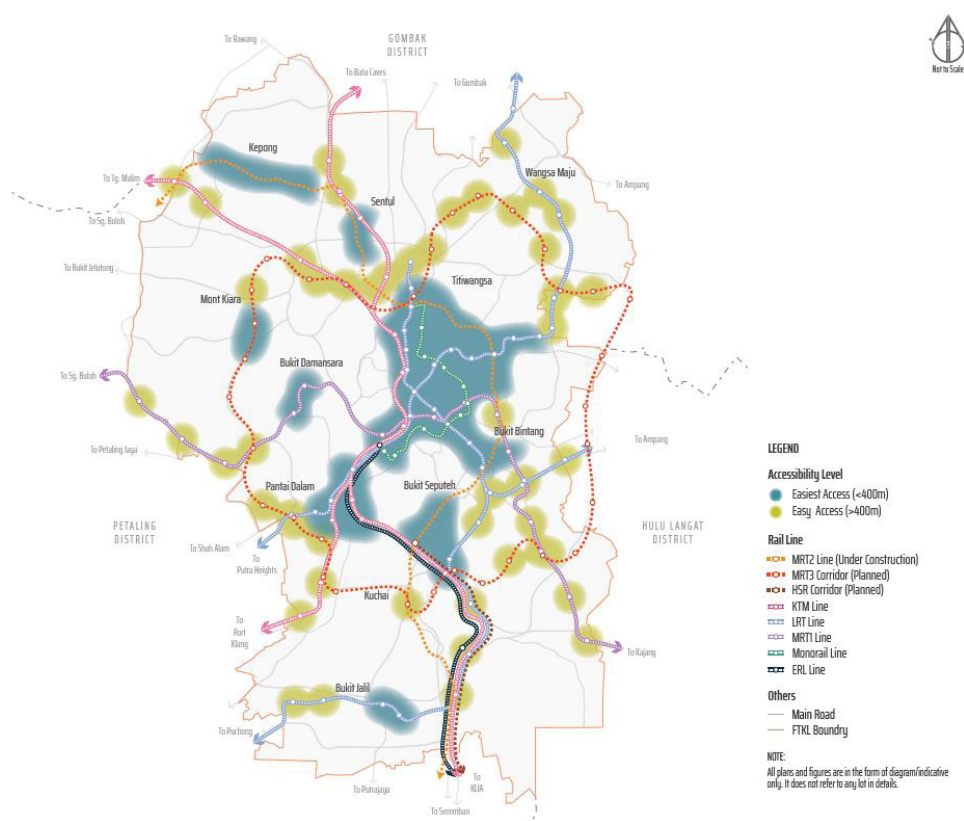 To Rawang
GOMBAK
DISTRICT
Not to Scale
To Batu Caves
To Gombak
Kepong
Wangsa Maju
To Tg. Malim
To Ampang
Sentul
To Sg. Buloh
To Bukit Jelutong
Titiwangsa
Mont Kiara
Bukit Damansara
To Sg. Buloh
Bukit Bintang
To Ampang
To Petaling Jaya
Pantai Dalam
Bukit Seputeh
PETALING
DISTRICT
HULU LANGAT
DISTRICT
To Shah Alam
To
Putra Heights
Kuchai
To
Port
Klang
To Kajang
Bukit Jalil
To Puchong
To Putrajaya
To
KLIA
To Seremban
LEGEND
Accessibility Level
Easiest Access (<400m)
Easy Access (>400m)
Rail Line
MRT2 Line (Under Construction)
MRT3 Corridor (Planned)
HSR Corridor (Planned)
KTM Line
LRT Line
MRT1 Line
Monorail Line
ERL Line
Others
Main Road
FTKL Boundry
NOTE:
All plans and figures are in the form of diagram/indicative
only. It does not refer to any lot in details.